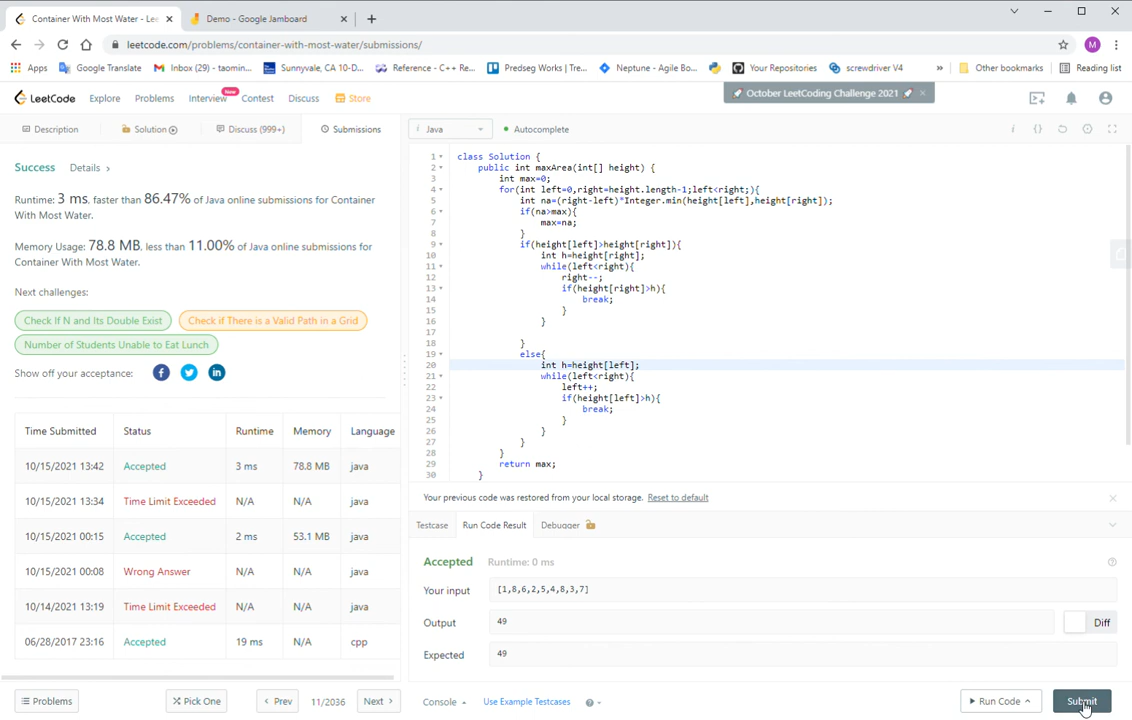 Container With Most Water - Lee
Demo - Google Jamboard
leetcode.com/problems/container-with-most-water/submissions/
M
Apps Google Translate Inbox (29) - taomin... Sunnyvale, CA 10-D... Reference - C++ Re... Predseg Works | Tre... Neptune - Agile Bo... Your Repositories screwdriver V4 » Other bookmarks Reading list
LeetCode Explore Problems Interview New Contest Discuss Store
October LeetCoding Challenge 2021
Description Solution Discuss (999+) Submissions
i Java Autocomplete
Success Details >
Runtime: 3 ms, faster than 86.47% of Java online submissions for Container
With Most Water.
Memory Usage: 78.8 MB, less than 11.00% of Java online submissions for
Container With Most Water.
Next challenges:
Check If N and Its Double Exist Check if There is a Valid Path in a Grid
Number of Students Unable to Eat Lunch
Show off your acceptance:
Time Submitted Status Runtime Memory Language
10/15/2021 13:42 Accepted 3 ms 78.8 MB java
10/15/2021 13:34 Time Limit Exceeded N/A N/A java
10/15/2021 00:15 Accepted 2 ms 53.1 MB java
10/15/2021 00:08 Wrong Answer N/A N/A java
10/14/2021 13:19 Time Limit Exceeded N/A N/A java
06/28/2017 23:16 Accepted 19 ms N/A cpp
Problems Pick One < Prev 11/2036 Next >
1 class Solution {
2 public int maxArea(int[] height) {
3 int max=0;
4 for(int left=0,right=height.length-1;left<right;){
5 int na=(right-left)*Integer.min(height[left],height[right]);
6 if(na>max){
7 max=na;
8 }
9 if(height[left]>height[right]){
10 int h=height[right];
11 while(left<right){
12 right--;
13 if(height[right]>h){
14 break;
15 }
16 }
17
18 }
19 else{
20 int h=height[left];
21 while(left<right){
22 left++;
23 if(height[left]>h){
24 break;
25 }
26 }
27 }
28 }
29 return max;
30 }
Your previous code was restored from your local storage. Reset to default
Testcase Run Code Result Debugger
Accepted Runtime: 0 ms
Your input [1,8,6,2,5,4,8,3,7]
Output 49 Diff
Expected 49
Console Use Example Testcases Run Code Submit